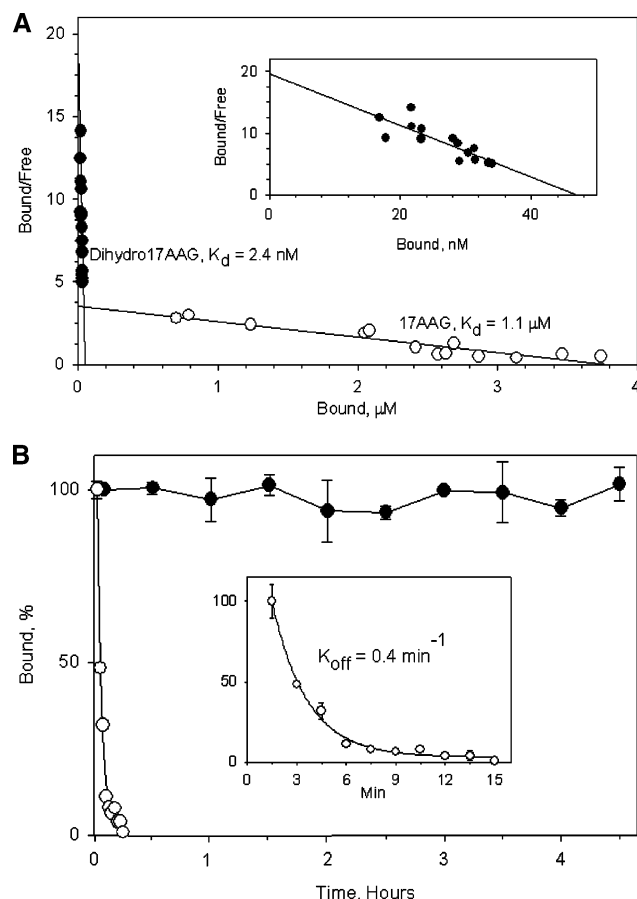 A
20
15
10
5
0
Bound/Free
0
1
2
3
4
Bound, μM
Dihydro17AAG, Kd = 2.4 nM
17AAG, Kd = 1.1 μM
20
10
0
Bound/Free
0
20
40
Bound, nM
B
100
50
0
Bound, %
0
1
2
3
4
Time, Hours
100
50
0
Koff = 0.4 min-1
0
3
6
9
12
15
Min